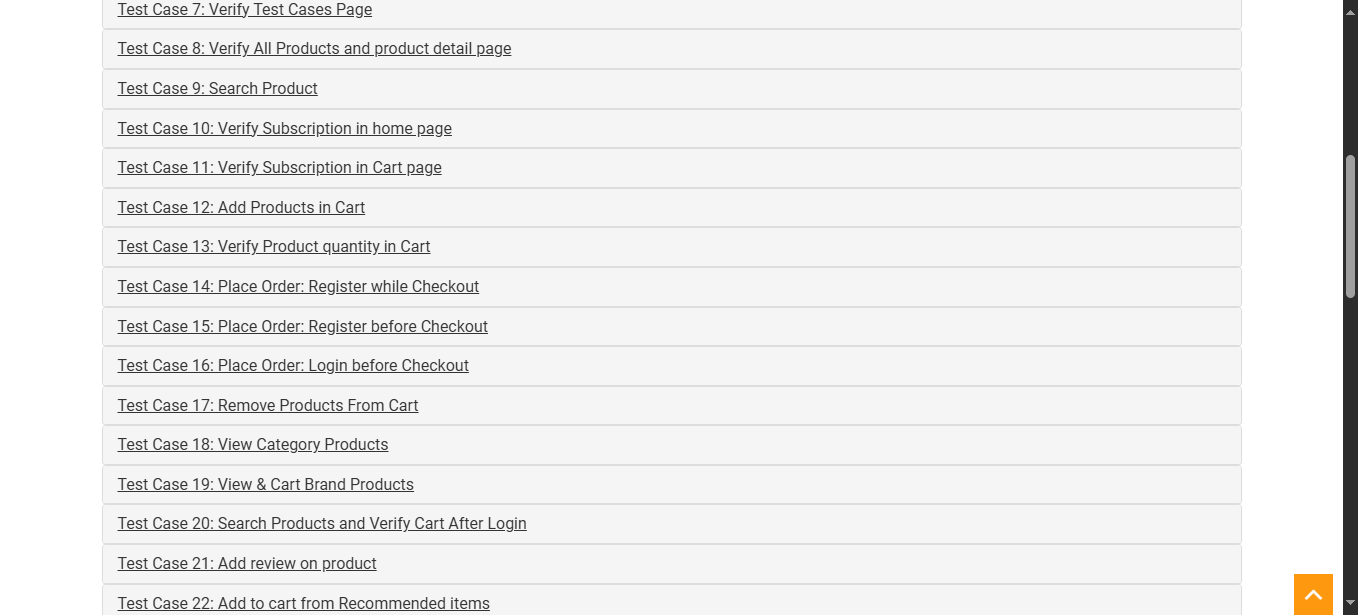 Test Case 7: Verify Test Cases Page
Test Case 8: Verify All Products and product detail page
Test Case 9: Search Product
Test Case 10: Verify Subscription in home page
Test Case 11: Verify Subscription in Cart page
Test Case 12: Add Products in Cart
Test Case 13: Verify Product quantity in Cart
Test Case 14: Place Order: Register while Checkout
Test Case 15: Place Order: Register before Checkout
Test Case 16: Place Order: Login before Checkout
Test Case 17: Remove Products From Cart
Test Case 18: View Category Products
Test Case 19: View & Cart Brand Products
Test Case 20: Search Products and Verify Cart After Login
Test Case 21: Add review on product
Test Case 22: Add to cart from Recommended items